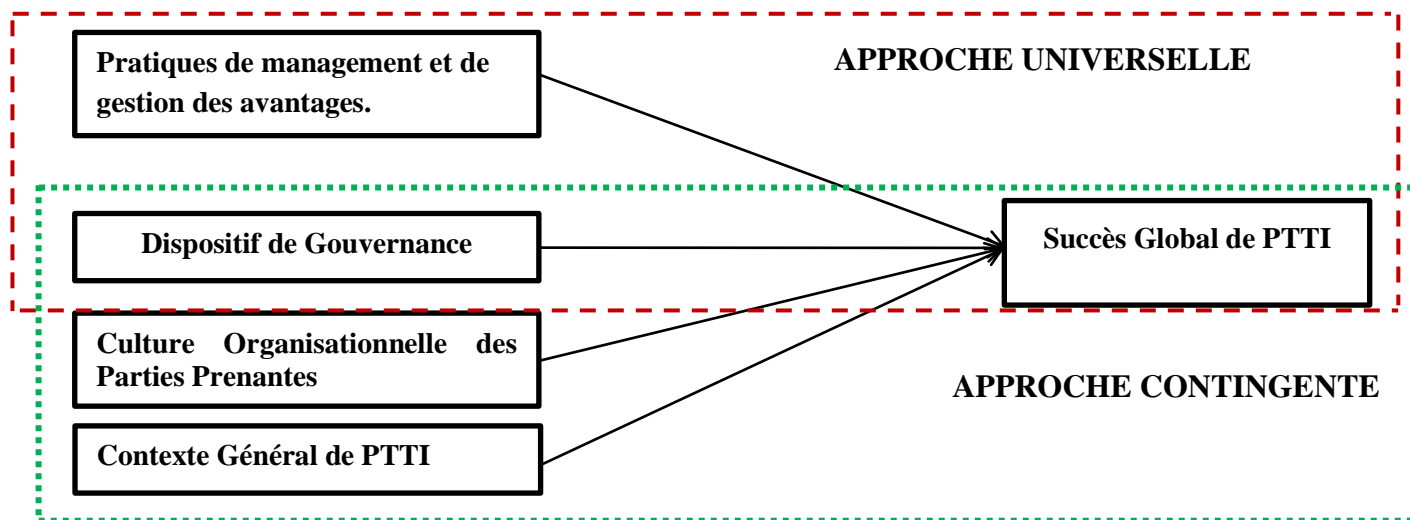 APPROCHE UNIVERSELLE
Pratiques de management et de
gestion des avantages.
Dispositif de Gouvernance
Succès Global de PTTI
Culture Organisationnelle des
Parties Prenantes
APPROCHE CONTINGENTE
Contexte Général de PTTI